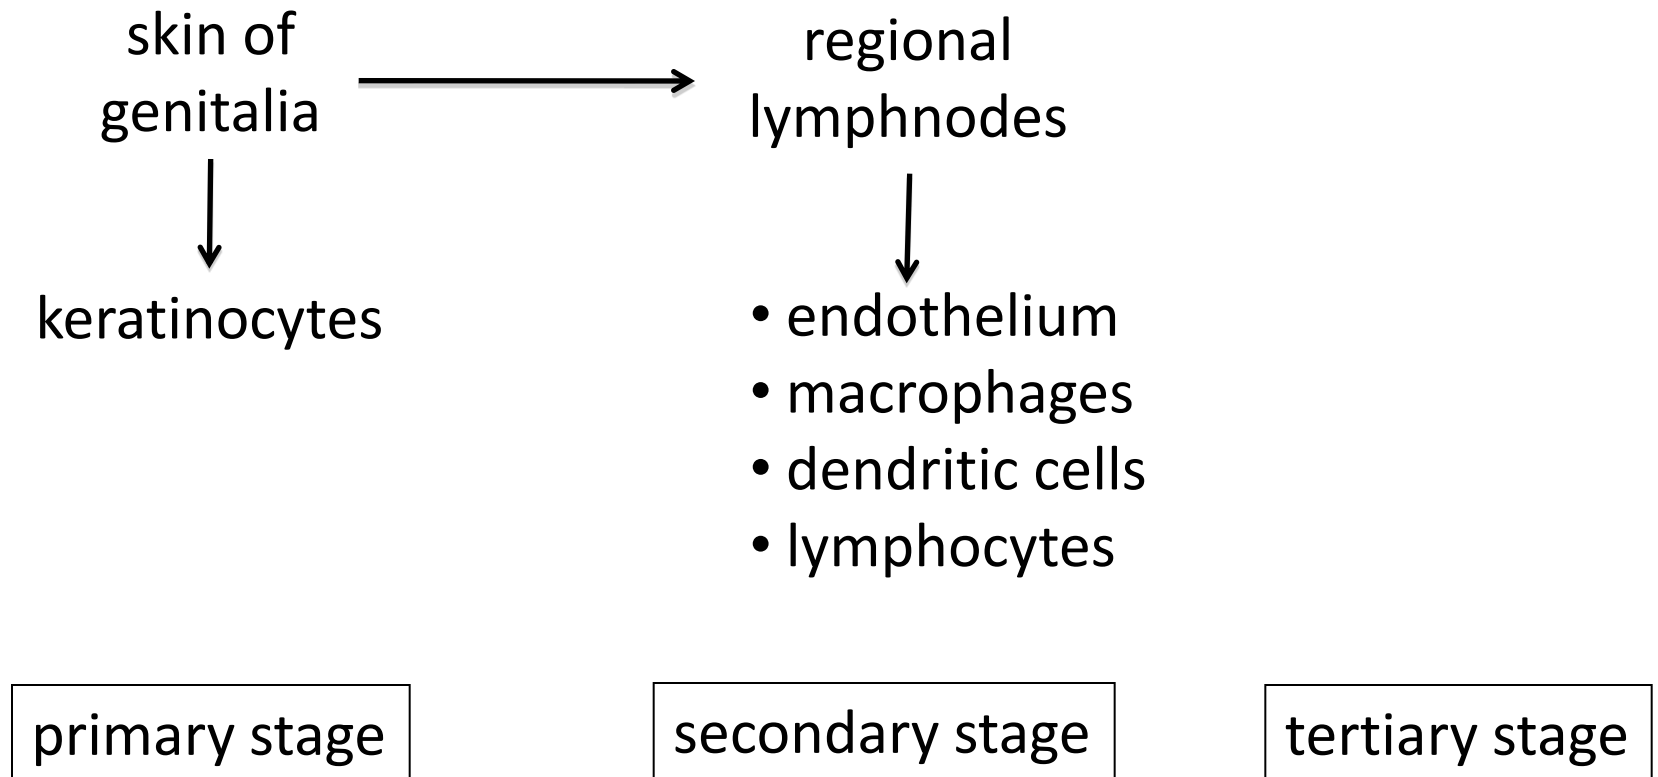 skin of
genitalia
keratinocytes
regional
lymphnodes
• endothelium
• macrophages
• dendritic cells
• lymphocytes
primary stage
secondary stage
tertiary stage